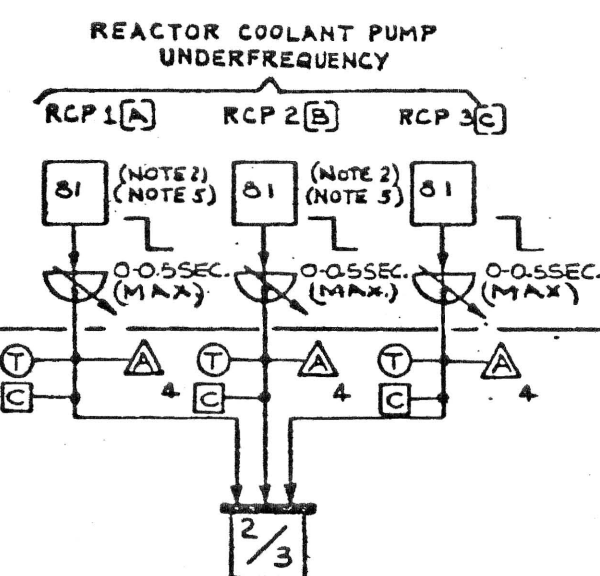 REACTOR COOLANT PUMP
UNDERFREQUENCY
RCP 1[A] RCP 2[B] RCP 3[C]
81 (NOTE 2) 81 (NOTE 2) 81
(NOTE 5) (NOTE 5)
0-0.5SEC. 0-0.5SEC. 0-0.5SEC.
(MAX) (MAX.) (MAX)
T A T A T A
C 4 C 4 C 4
2/3